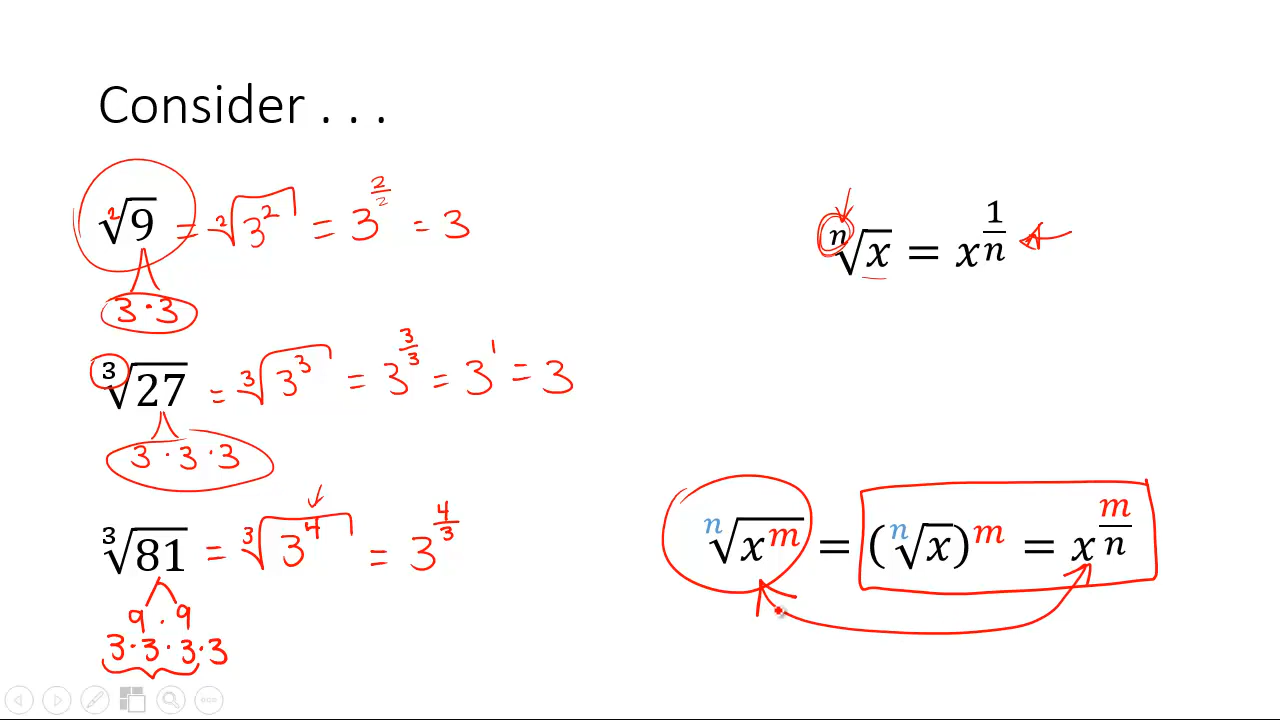 Consider . . .
²√9 = ²√3² = 3^(2/2) = 3
3 · 3
ⁿ√x = x^(1/n)
³√27 = ³√3³ = 3^(3/3) = 3¹ = 3
3 · 3 · 3
³√81 = ³√3⁴ = 3^(4/3)
9 . 9
3 · 3 · 3 · 3
ⁿ√x^m = (ⁿ√x)^m = x^(m/n)